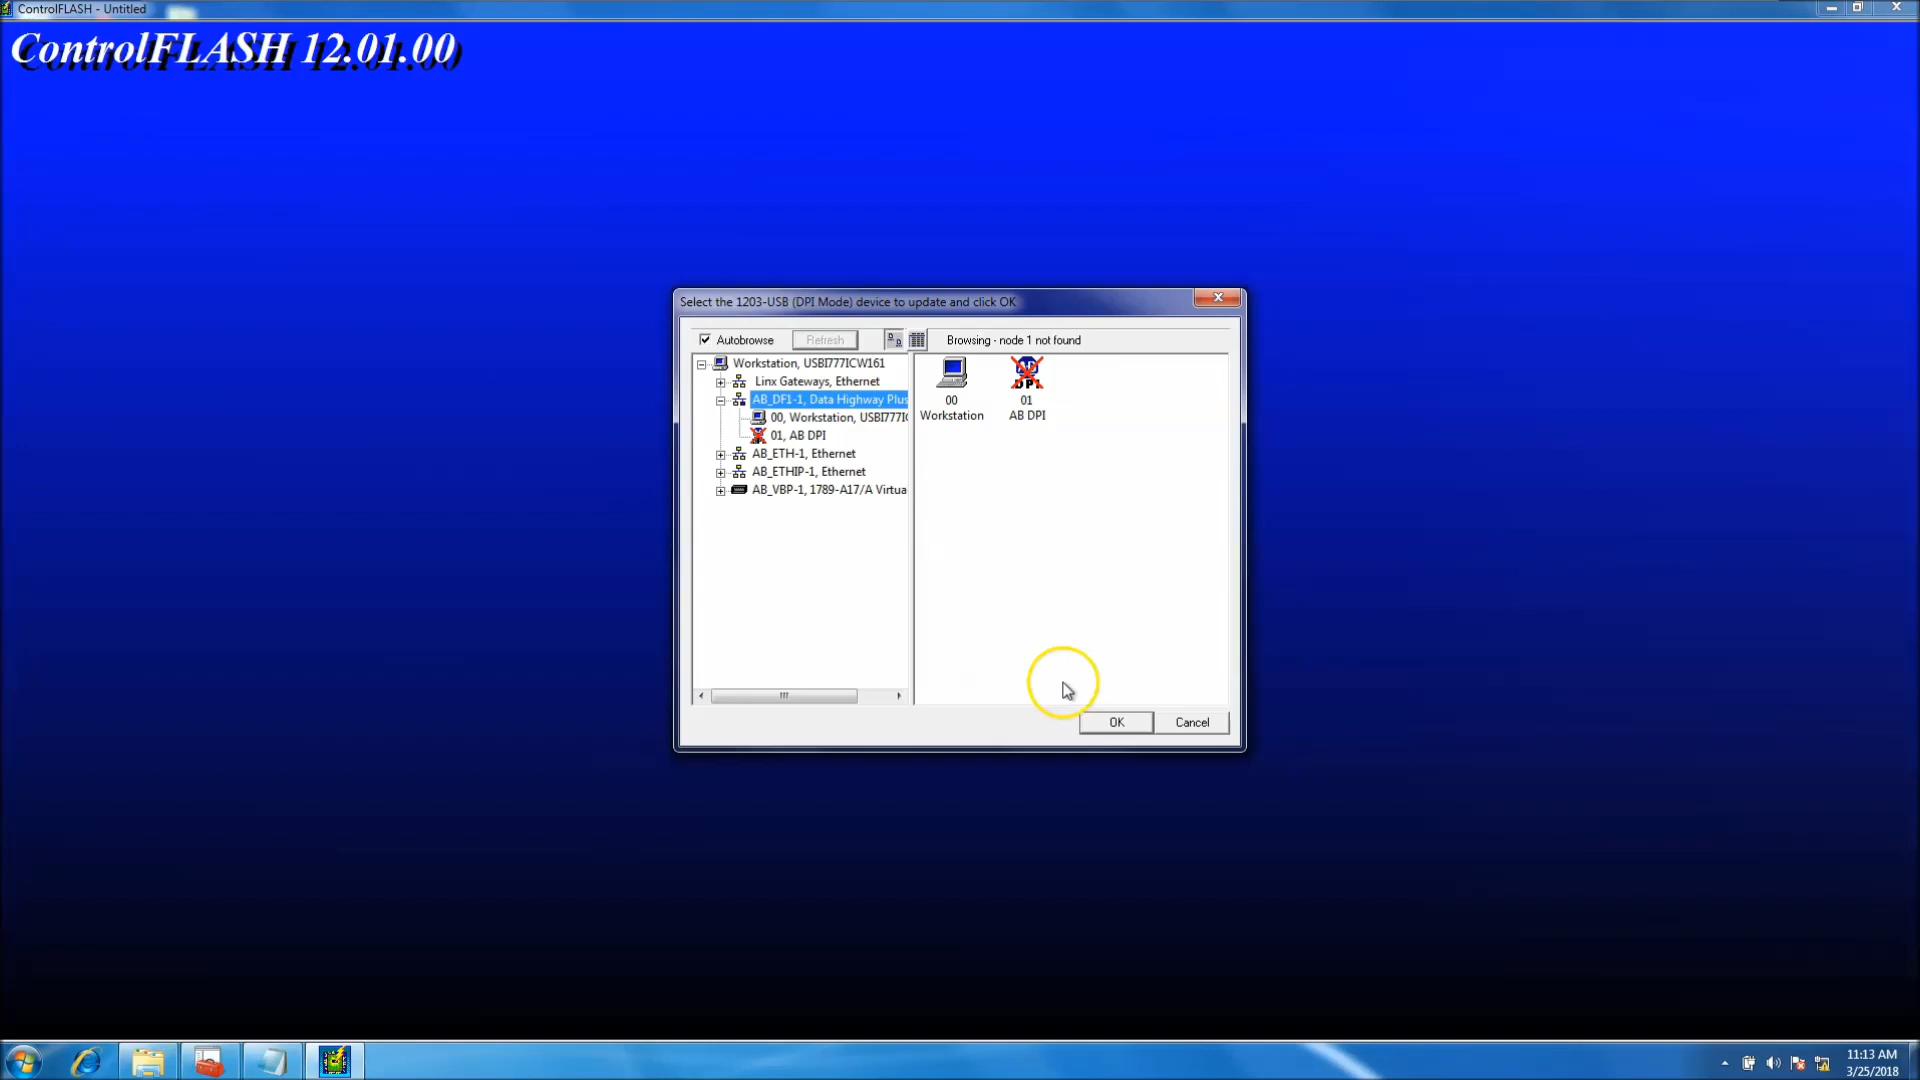 ControlFLASH - Untitled
ControlFLASH 12.01.00
Select the 1203-USB (DPI Mode) device to update and click OK
Autobrowse
Refresh
Browsing - node 1 not found
Workstation, USBI777ICW161
Linx Gateways, Ethernet
AB_DF1-1, Data Highway Plus
00, Workstation, USBI777IC
01, AB DPI
AB_ETH-1, Ethernet
AB_ETHIP-1, Ethernet
AB_VBP-1, 1789-A17/A Virtua
00
Workstation
01
AB DPI
OK
Cancel
11:13 AM
3/25/2018